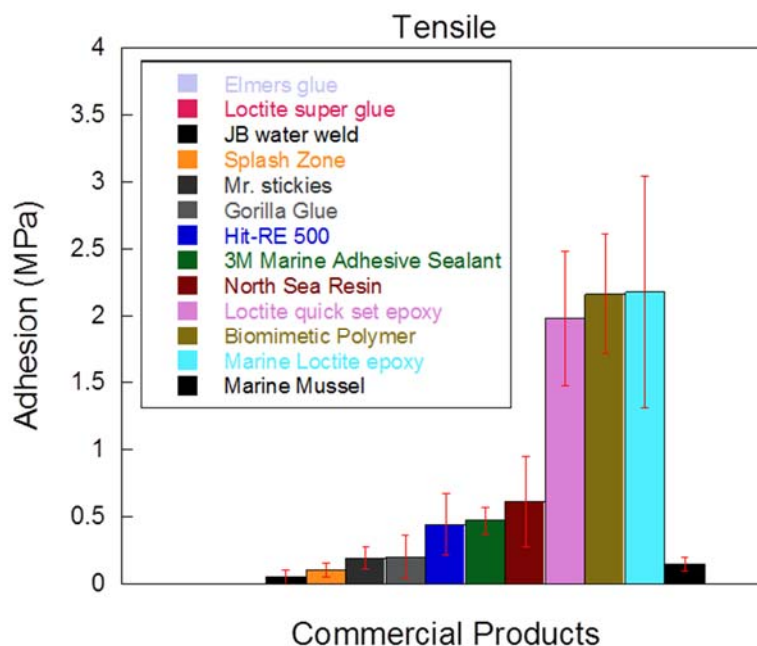 Tensile
4
3.5
3
2.5
2
1.5
1
0.5
0
Adhesion (MPa)
Elmers glue
Loctite super glue
JB water weld
Splash Zone
Mr. stickies
Gorilla Glue
Hit-RE 500
3M Marine Adhesive Sealant
North Sea Resin
Loctite quick set epoxy
Biomimetic Polymer
Marine Loctite epoxy
Marine Mussel
Commercial Products